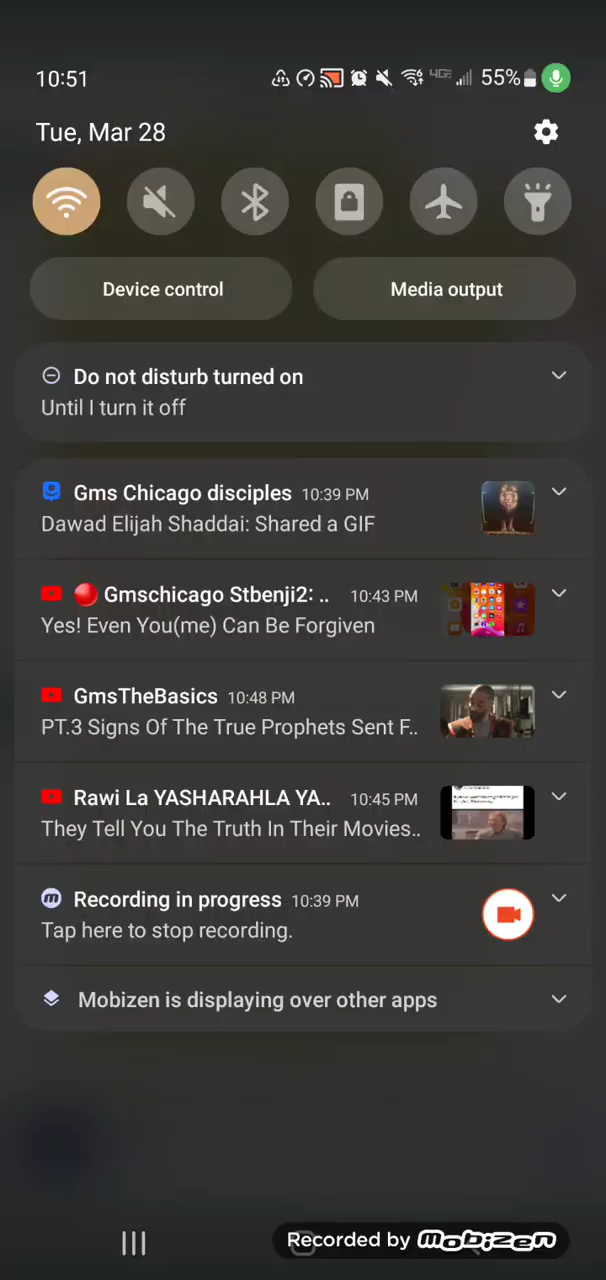 10:51
4GE
55%
Tue, Mar 28
Device control
Media output
Do not disturb turned on
Until I turn it off
Gms Chicago disciples 10:39 PM
Dawad Elijah Shaddai: Shared a GIF
Gmschicago Stbenji2: .. 10:43 PM
Yes! Even You(me) Can Be Forgiven
GmsTheBasics 10:48 PM
PT.3 Signs Of The True Prophets Sent F..
Rawi La YASHARAHLA YA.. 10:45 PM
They Tell You The Truth In Their Movies..
Recording in progress 10:39 PM
Tap here to stop recording.
Mobizen is displaying over other apps
Recorded by mobizen